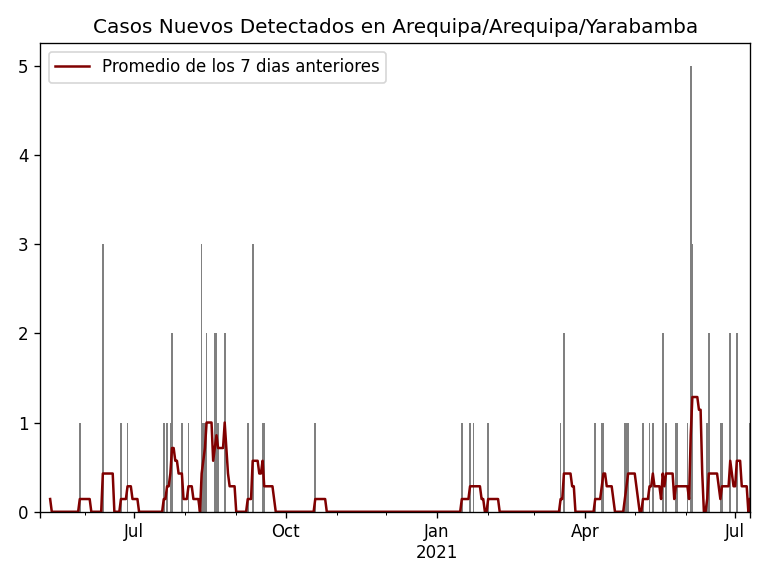 Casos Nuevos Detectados en Arequipa/Arequipa/Yarabamba
Promedio de los 7 dias anteriores
5
4
3
2
1
0
Jul
Oct
Jan
2021
Apr
Jul